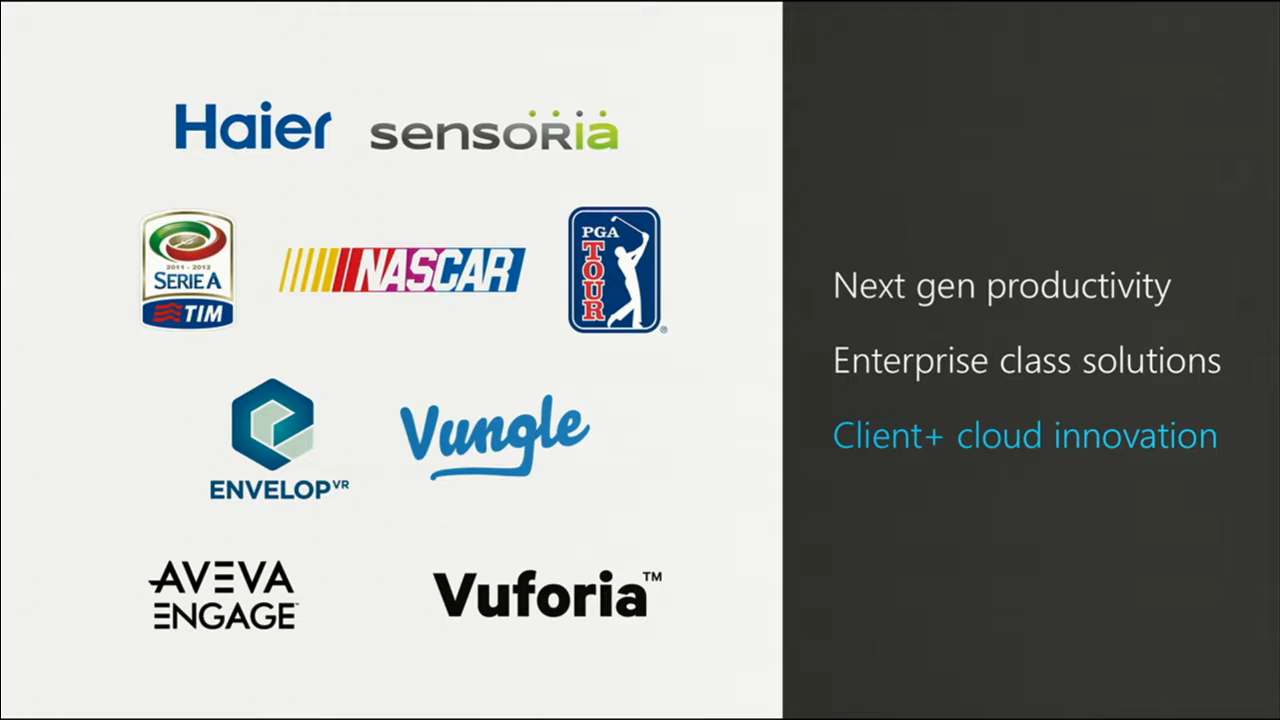 Haier
sensoria
2011 - 2012
SERIE A
TIM
NASCAR
PGA
TOUR
®
ENVELOP VR
Vungle
AVEVA
ENGAGE™
Vuforia™
Next gen productivity
Enterprise class solutions
Client+ cloud innovation